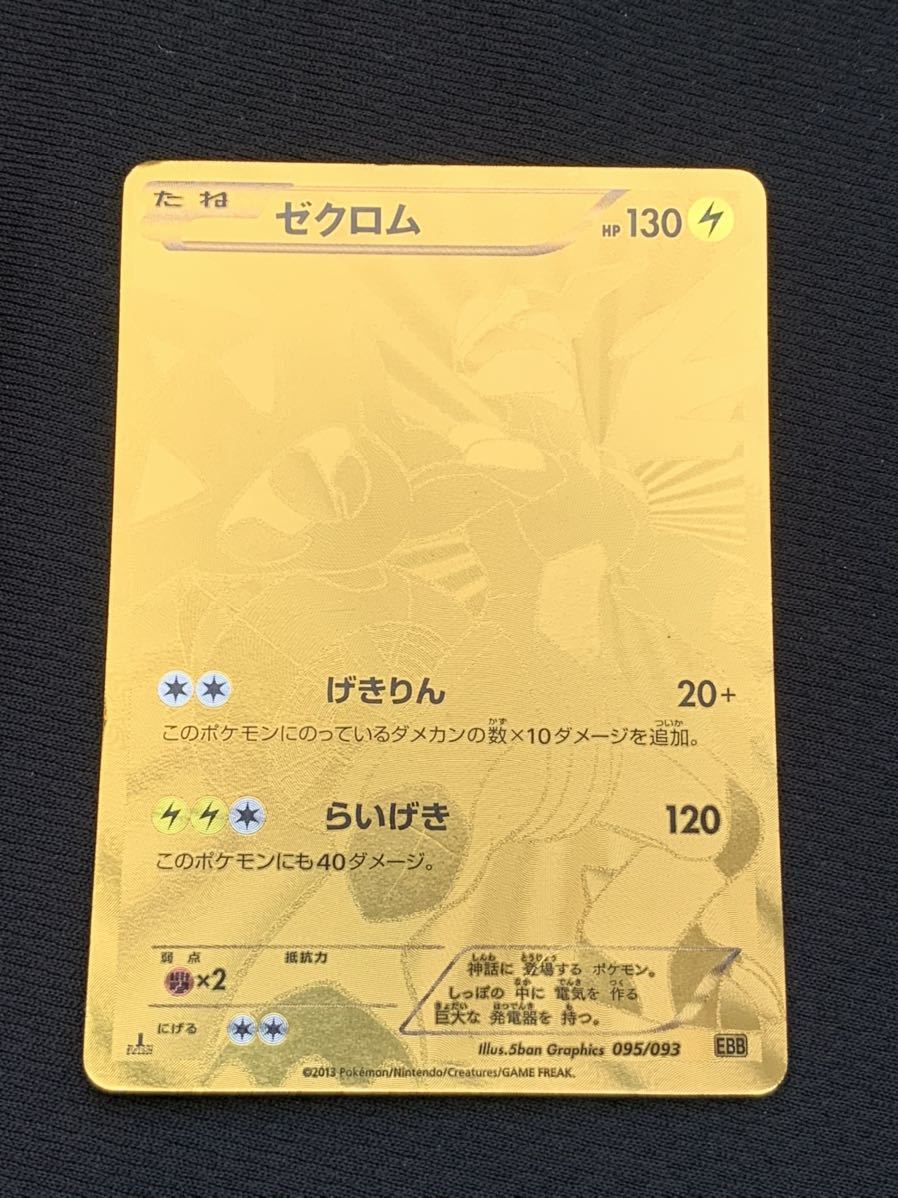 たね
ゼクロム
HP130
げきりん 20+
このポケモンにのっているダメカンの数×10ダメージを追加。
らいげき 120
このポケモンにも40ダメージ。
弱点 抵抗力
×2
にげる
神話に 登場する ポケモン。
しっぽの 中に 電気を 作る
巨大な 発電器を 持つ。
Illus.5ban Graphics 095/093 EBB
©2013 Pokémon/Nintendo/Creatures/GAME FREAK.